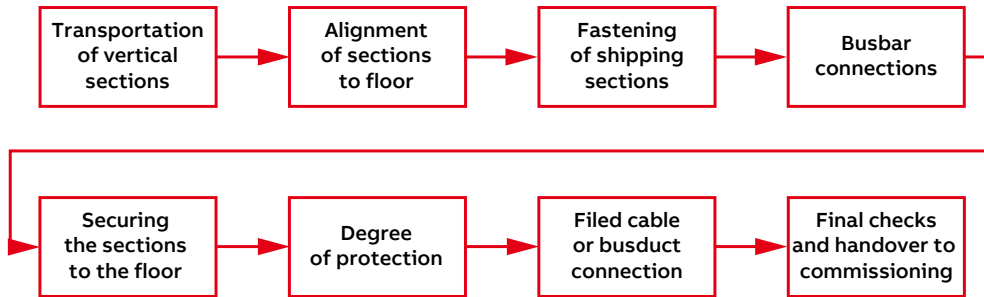 Transportation
of vertical
sections
Alignment
of sections
to floor
Fastening
of shipping
sections
Busbar
connections
Securing
the sections
to the floor
Degree
of protection
Filed cable
or busduct
connection
Final checks
and handover to
commissioning